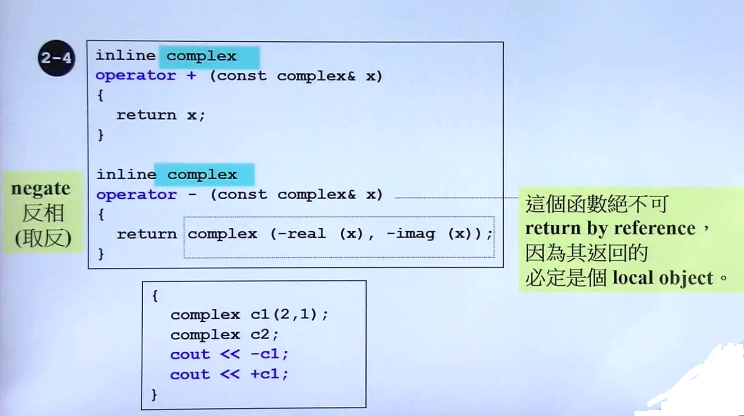 2-4
inline complex
operator + (const complex& x)
{
return x;
}
inline complex
operator - (const complex& x)
{
return complex (-real (x), -imag (x));
}
negate
反相
(取反)
這個函數絕不可
return by reference，
因為其返回的
必定是個 local object。
{
complex c1(2,1);
complex c2;
cout << -c1;
cout << +c1;
}